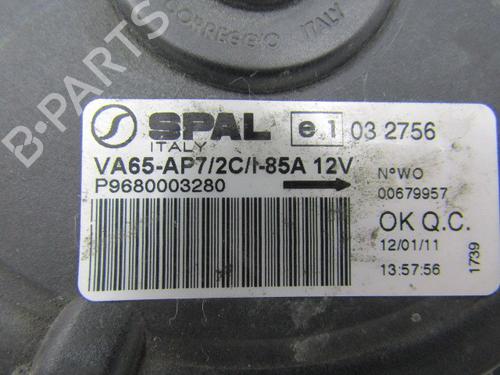 CORREGGIO ITALY
B-PARTS
SPAL
ITALY
e 1 03 2756
VA65-AP7/2C/I-85A 12V
P9680003280
N°WO
00679957
OK Q.C.
12/01/11
13:57:56
1739